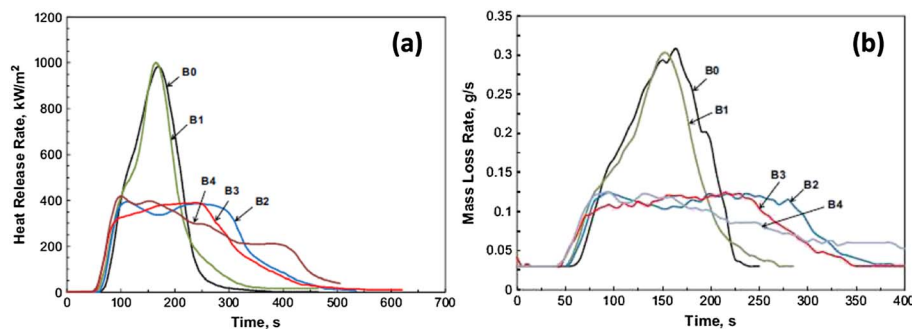 (a)
Heat Release Rate, kW/m²
1200
1000
800
600
400
200
0
B0
B1
B4
B3
B2
0 100 200 300 400 500 600 700
Time, s
(b)
Mass Loss Rate, g/s
0.35
0.3
0.25
0.2
0.15
0.1
0.05
0
B0
B1
B3
B2
B4
0 50 100 150 200 250 300 350 400
Time, s